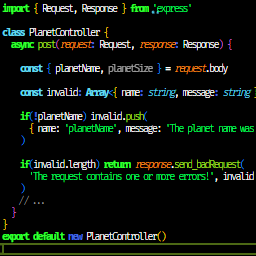 import { Request, Response } from 'express'
class PlanetController {
async post(request: Request, response: Response) {
const { planetName, planetSize } = request.body
const invalid: Array<{ name: string, message: string
if(!planetName) invalid.push(
{ name: "planetName", message: "The planet name was
)
if(invalid.length) return response.send_badRequest(
"The request contains one or more errors!", invalid
)
// ...
}
}
export default new PlanetController()